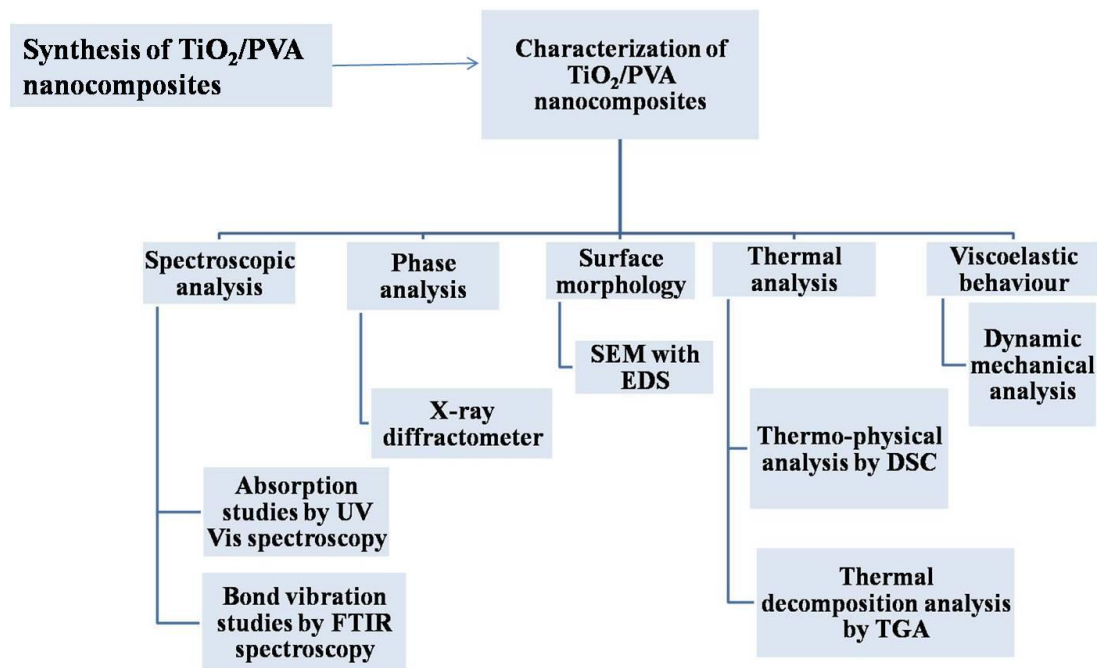 Synthesis of TiO₂/PVA
nanocomposites
Characterization of
TiO₂/PVA
nanocomposites
Spectroscopic
analysis
Phase
analysis
Surface
morphology
Thermal
analysis
Viscoelastic
behaviour
SEM with
EDS
Dynamic
mechanical
analysis
X-ray
diffractometer
Thermo-physical
analysis by DSC
Absorption
studies by UV
Vis spectroscopy
Bond vibration
studies by FTIR
spectroscopy
Thermal
decomposition analysis
by TGA